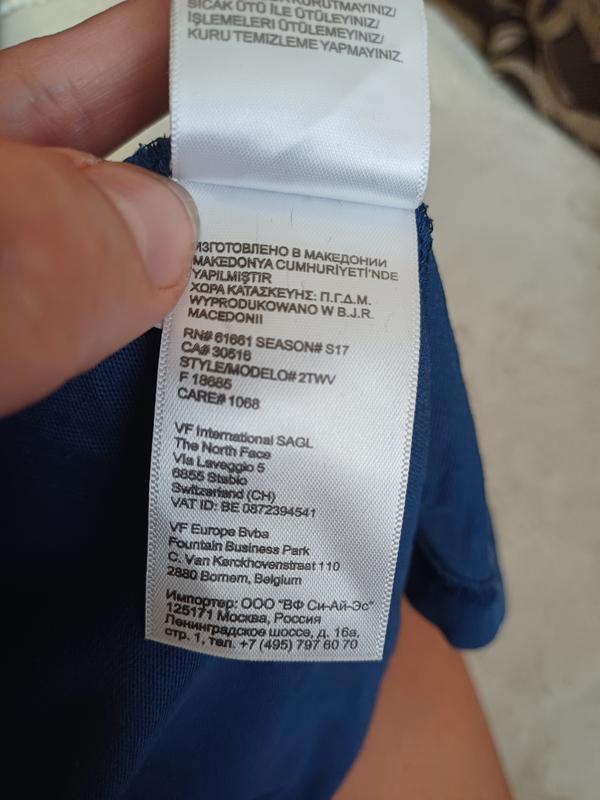 KURUTMAYINIZ/
SICAK ÜTÜ İLE ÜTÜLEYİNİZ/
İŞLEMELERİ ÜTÜLEMEYİNİZ/
KURU TEMİZLEME YAPMAYINIZ.
ИЗГОТОВЛЕНО В МАКЕДОНИИ
MAKEDONYA CUMHURİYETİ'NDE
YAPILMIŞTIR
ΧΩΡΑ ΚΑΤΑΣΚΕΥΗΣ: Π.Γ.Δ.Μ.
WYPRODUKOWANO W B.J.R.
MACEDONII
RN# 61661 SEASON# S17
CA# 30516
STYLE/MODELO# 2TWV
F 18685
CARE# 1068
VF International SAGL
The North Face
Via Laveggio 5
6855 Stabio
Switzerland (CH)
VAT ID: BE 0872394541
VF Europe Bvba
Fountain Business Park
C. Van Kerckhovenstraat 110
2880 Bornem, Belgium
Импортер: ООО "ВФ Си-Ай-Эс"
125171 Москва, Россия
Ленинградское шоссе, д. 16а,
стр. 1, тел. +7 (495) 797 60 70